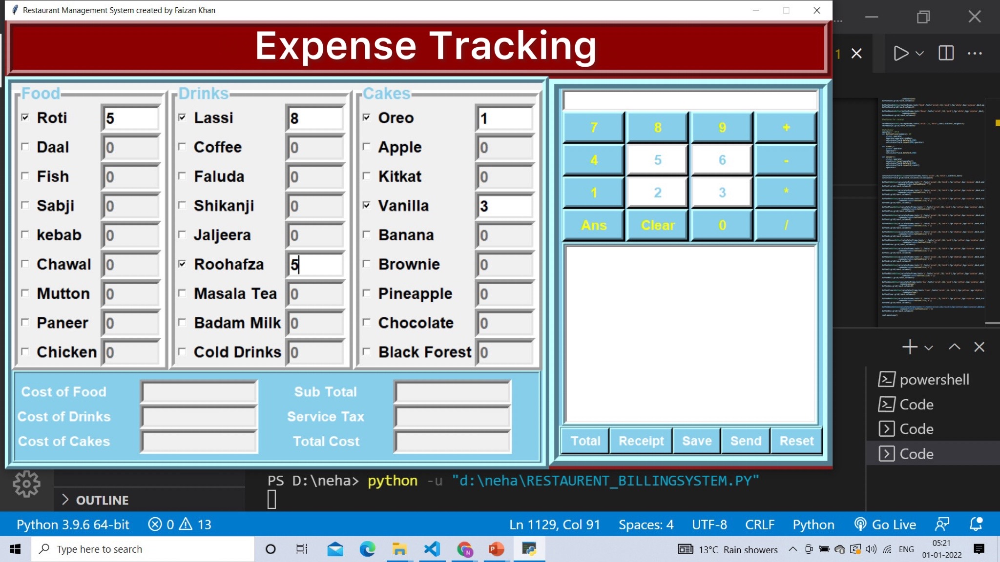 Restaurant Management System created by Faizan Khan
Expense Tracking
1
Food
Drinks
Cakes
Roti 5
Lassi 8
Oreo 1
Daal 0
Coffee 0
Apple 0
Fish 0
Faluda 0
Kitkat 0
Sabji 0
Shikanji 0
Vanilla 3
kebab 0
Jaljeera 0
Banana 0
Chawal 0
Roohafza 5
Brownie 0
Mutton 0
Masala Tea 0
Pineapple 0
Paneer 0
Badam Milk 0
Chocolate 0
Chicken 0
Cold Drinks 0
Black Forest 0
7 8 9 +
4 5 6 -
1 2 3 *
Ans Clear 0 /
Cost of Food
Sub Total
Cost of Drinks
Service Tax
Cost of Cakes
Total Cost
Total Receipt Save Send Reset
powershell
Code
Code
Code
PS D:\neha> python -u "d:\neha\RESTAURENT_BILLINGSYSTEM.PY"
OUTLINE
Python 3.9.6 64-bit 0 13 Ln 1129, Col 91 Spaces: 4 UTF-8 CRLF Python Go Live
Type here to search
13°C Rain showers ENG
05:21
01-01-2022